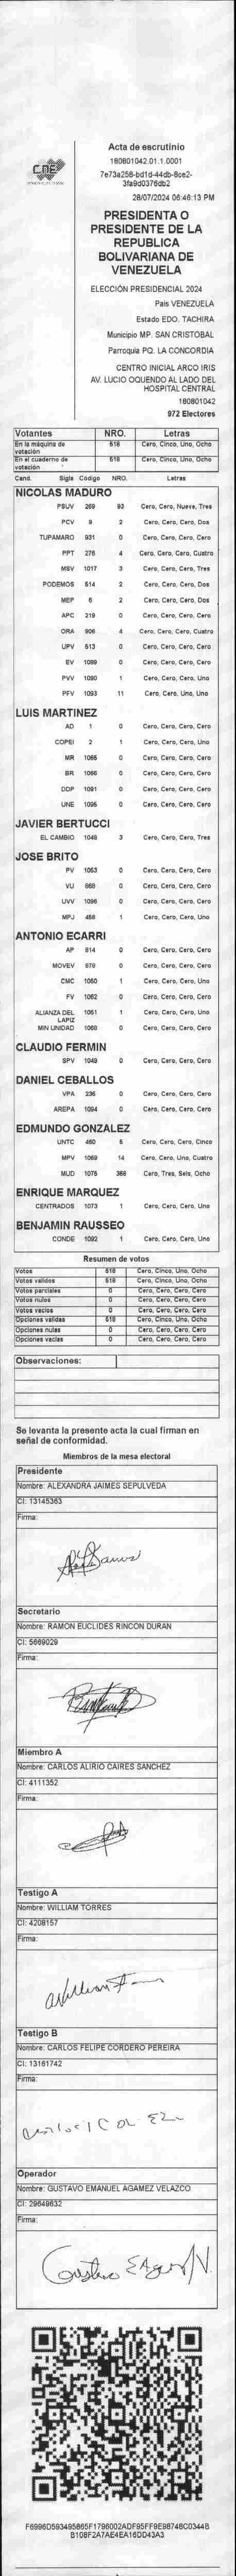 CNE
Acta de escrutinio
180801042.01.1.0001
7e73a258-bd1d-44db-8ce2-
3fa9d0376db2
28/07/2024 06:46:13 PM
PRESIDENTA O
PRESIDENTE DE LA
REPUBLICA
BOLIVARIANA DE
VENEZUELA
ELECCIÓN PRESIDENCIAL 2024
Pais VENEZUELA
Estado EDO. TACHIRA
Municipio MP. SAN CRISTOBAL
Parroquia PQ. LA CONCORDIA
CENTRO INICIAL ARCO IRIS
AV. LUCIO OQUENDO AL LADO DEL
HOSPITAL CENTRAL
180801042
972 Electores
Votantes NRO. Letras
En la máquina de votación 518 Cero, Cinco, Uno, Ocho
En el cuaderno de votación 518 Cero, Cinco, Uno, Ocho
Cand. Sigla Código NRO. Letras
NICOLAS MADURO
PSUV 269 93 Cero, Cero, Nueve, Tres
PCV 9 2 Cero, Cero, Cero, Dos
TUPAMARO 931 0 Cero, Cero, Cero, Cero
PPT 276 4 Cero, Cero, Cero, Cuatro
MSV 1017 3 Cero, Cero, Cero, Tres
PODEMOS 514 2 Cero, Cero, Cero, Dos
MEP 6 2 Cero, Cero, Cero, Dos
APC 219 0 Cero, Cero, Cero, Cero
ORA 906 4 Cero, Cero, Cero, Cuatro
UPV 513 0 Cero, Cero, Cero, Cero
EV 1089 0 Cero, Cero, Cero, Cero
PVV 1090 1 Cero, Cero, Cero, Uno
PFV 1093 11 Cero, Cero, Uno, Uno
LUIS MARTINEZ
AD 1 0 Cero, Cero, Cero, Cero
COPEI 2 1 Cero, Cero, Cero, Uno
MR 1065 0 Cero, Cero, Cero, Cero
BR 1066 0 Cero, Cero, Cero, Cero
DDP 1091 0 Cero, Cero, Cero, Cero
UNE 1095 0 Cero, Cero, Cero, Cero
JAVIER BERTUCCI
EL CAMBIO 1048 3 Cero, Cero, Cero, Tres
JOSE BRITO
PV 1053 0 Cero, Cero, Cero, Cero
VU 868 0 Cero, Cero, Cero, Cero
UVV 1096 0 Cero, Cero, Cero, Cero
MPJ 458 1 Cero, Cero, Cero, Uno
ANTONIO ECARRI
AP 814 0 Cero, Cero, Cero, Cero
MOVEV 979 0 Cero, Cero, Cero, Cero
CMC 1050 1 Cero, Cero, Cero, Uno
FV 1062 0 Cero, Cero, Cero, Cero
ALIANZA DEL LAPIZ 1051 1 Cero, Cero, Cero, Uno
MIN UNIDAD 1068 0 Cero, Cero, Cero, Cero
CLAUDIO FERMIN
SPV 1049 0 Cero, Cero, Cero, Cero
DANIEL CEBALLOS
VPA 236 0 Cero, Cero, Cero, Cero
AREPA 1094 0 Cero, Cero, Cero, Cero
EDMUNDO GONZALEZ
UNTC 460 5 Cero, Cero, Cero, Cinco
MPV 1069 14 Cero, Cero, Uno, Cuatro
MUD 1075 368 Cero, Tres, Seis, Ocho
ENRIQUE MARQUEZ
CENTRADOS 1073 1 Cero, Cero, Cero, Uno
BENJAMIN RAUSSEO
CONDE 1092 1 Cero, Cero, Cero, Uno
Resumen de votos
Votos 518 Cero, Cinco, Uno, Ocho
Votos validos 518 Cero, Cinco, Uno, Ocho
Votos parciales 0 Cero, Cero, Cero, Cero
Votos nulos 0 Cero, Cero, Cero, Cero
Votos vacios 0 Cero, Cero, Cero, Cero
Opciones validas 518 Cero, Cinco, Uno, Ocho
Opciones nulas 0 Cero, Cero, Cero, Cero
Opciones vacias 0 Cero, Cero, Cero, Cero
Observaciones:
Se levanta la presente acta la cual firman en
señal de conformidad.
Miembros de la mesa electoral
Presidente
Nombre: ALEXANDRA JAIMES SEPULVEDA
CI: 13145363
Firma:
Secretario
Nombre: RAMON EUCLIDES RINCON DURAN
CI: 5669029
Firma:
Miembro A
Nombre: CARLOS ALIRIO CAIRES SANCHEZ
CI: 4111352
Firma:
Testigo A
Nombre: WILLIAM TORRES
CI: 4208157
Firma:
Testigo B
Nombre: CARLOS FELIPE CORDERO PEREIRA
CI: 13161742
Firma:
Operador
Nombre: GUSTAVO EMANUEL AGAMEZ VELAZCO
CI: 29649632
Firma:
F6996D593495865F1796002ADF95FF9E98748C0344B
B108F2A7AE4EA16DD43A3